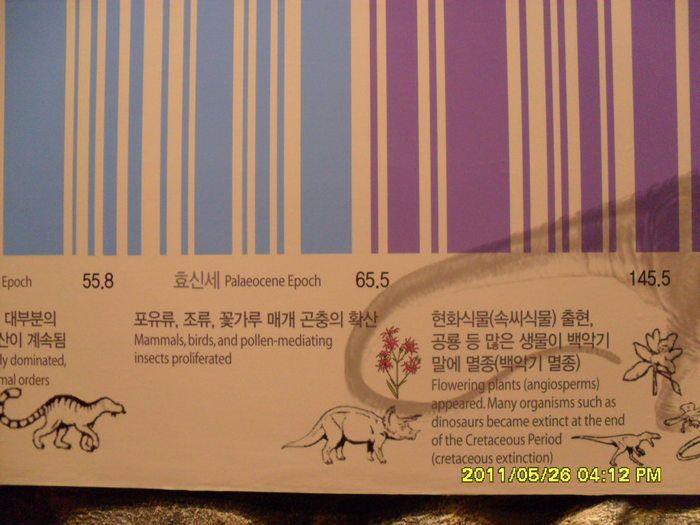 Epoch
55.8
효신세 Palaeocene Epoch
65.5
145.5
대부분의
산이 계속됨
ly dominated,
mal orders
포유류, 조류, 꽃가루 매개 곤충의 확산
Mammals, birds, and pollen-mediating
insects proliferated
현화식물(속씨식물) 출현,
공룡 등 많은 생물이 백악기
말에 멸종(백악기 멸종)
Flowering plants (angiosperms)
appeared. Many organisms such as
dinosaurs became extinct at the end
of the Cretaceous Period
(cretaceous extinction)
2011/05/26 04:12 PM